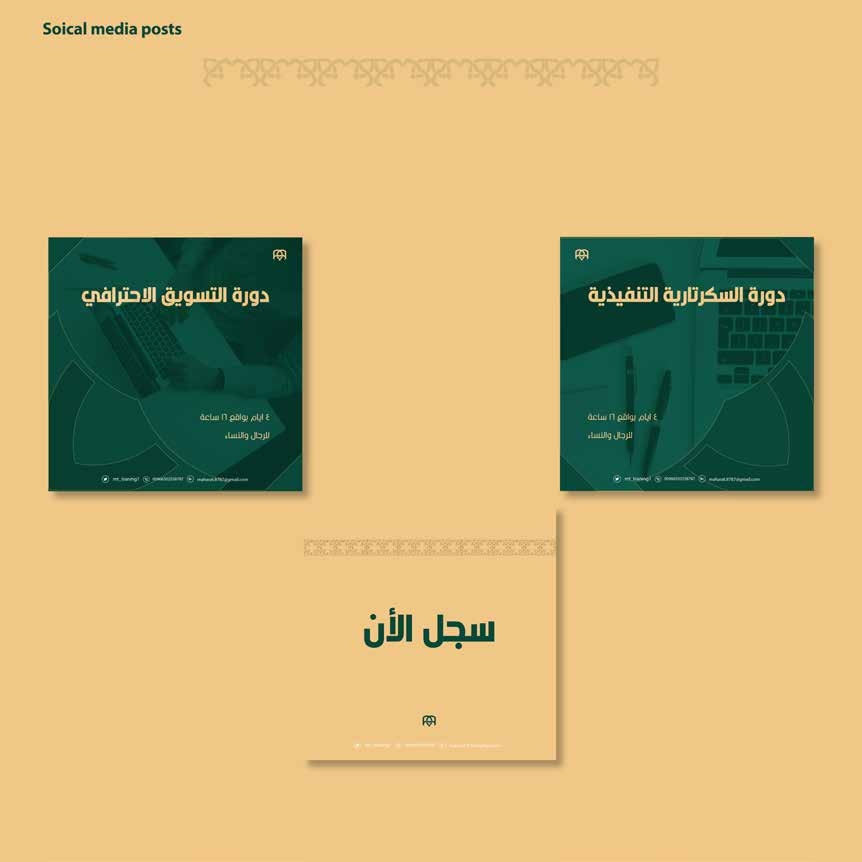 Soical media posts
دورة التسويق الاحترافي
٤ ايام بواقع ١٦ ساعة
للرجال والنساء
دورة السكرتارية التنفيذية
٤ ايام بواقع ١٦ ساعة
للرجال والنساء
سجل الأن